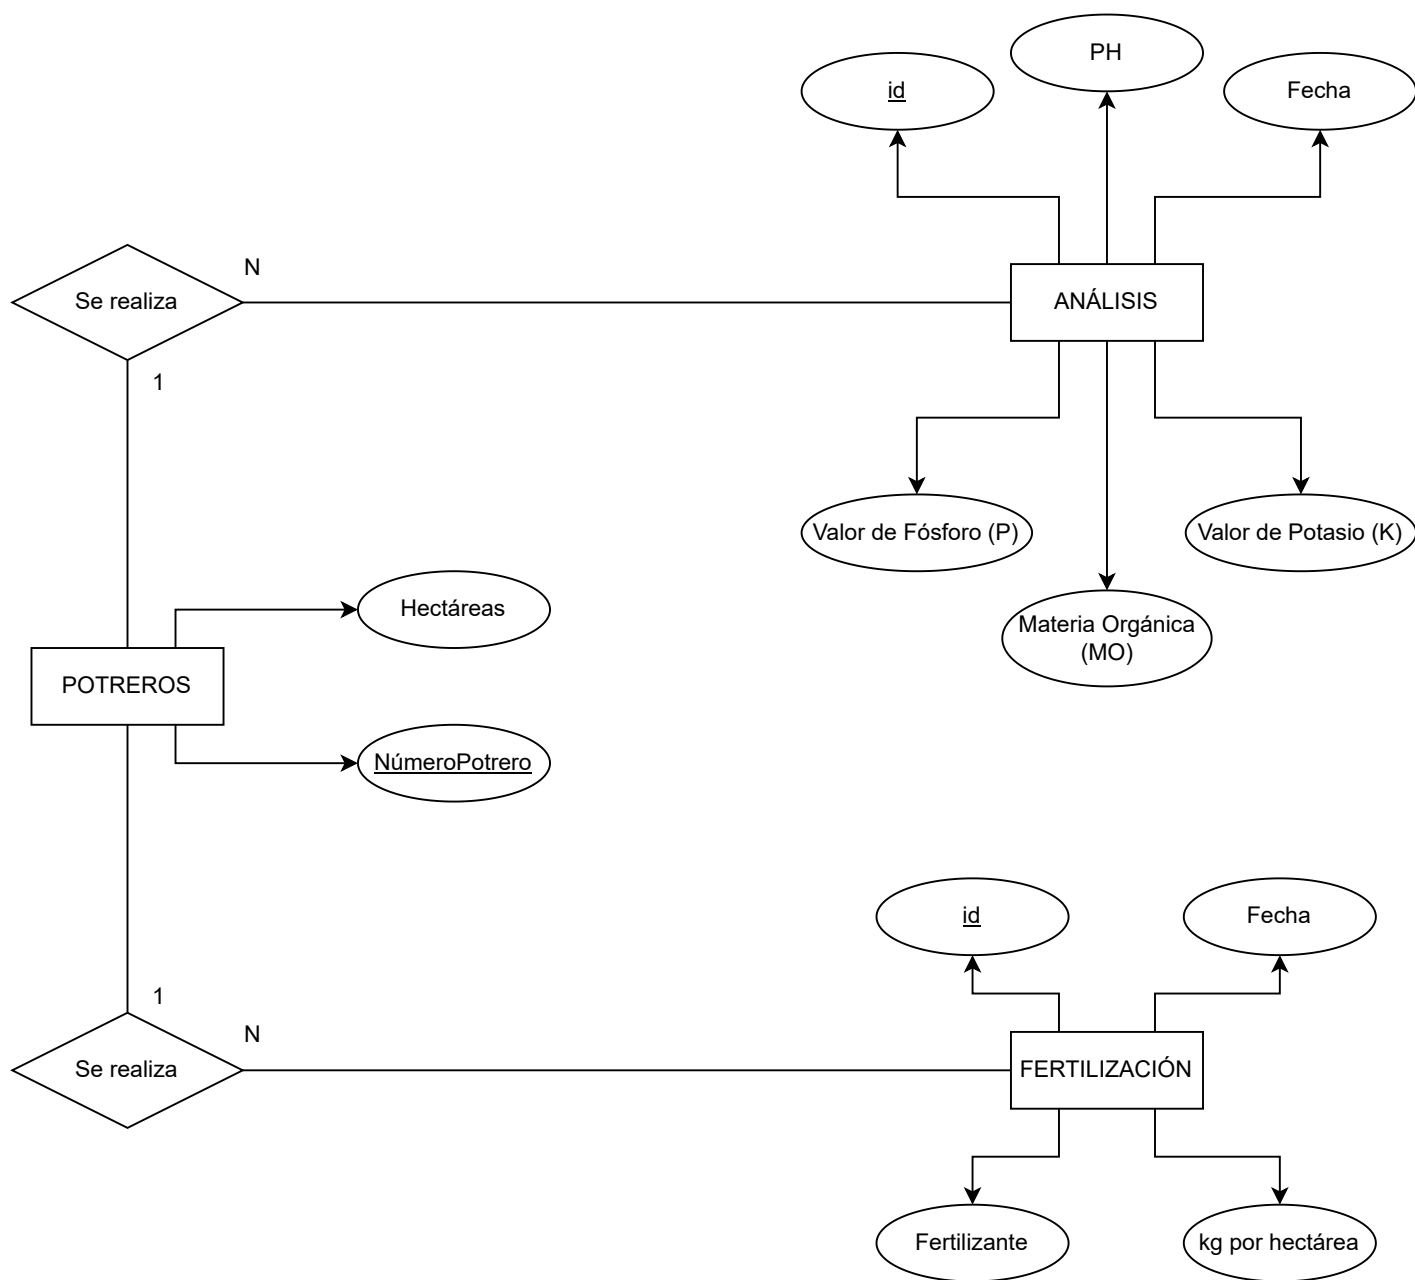 PH
id
Fecha
N
Se realiza
ANÁLISIS
1
Valor de Fósforo (P)
Valor de Potasio (K)
Hectáreas
Materia Orgánica
(MO)
POTREROS
NúmeroPotrero
id
Fecha
1
N
Se realiza
FERTILIZACIÓN
Fertilizante
kg por hectárea